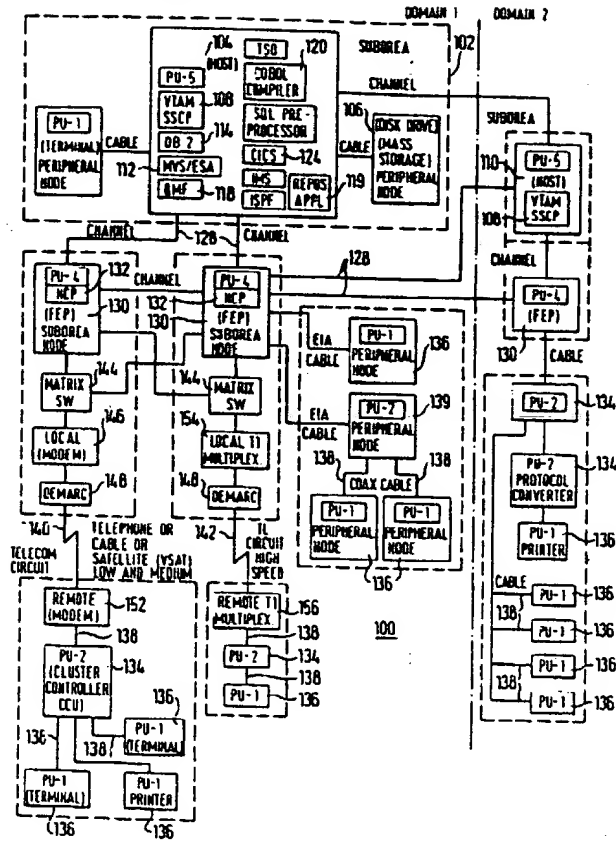 DOMAIN 1
DOMAIN 2
SUBOREA
102
104
(HOST)
TSO
120
PU-5
COBOL
COMPILER
VTAM
SSCP
108
SQL PRE-
PROCESSOR
DB 2
114
CICS
124
112
MVS/ESA
IMS
RMF
118
ISPF
REPOS
APPL
119
PU-1
(TERMINAL)
PERIPHERAL
NODE
CABLE
CHANNEL
106
(DISK DRIVE)
(MASS
STORAGE)
PERIPHERAL
NODE
CABLE
SUBOREA
110
PU-5
(HOST)
VTAM
SSCP
108
CHANNEL
PU-4
(FEP)
130
CABLE
CHANNEL
128
CHANNEL
128
PU-4
NCP
132
(FEP)
130
SUBOREA
NODE
CHANNEL
132
PU-4
NCP
(FEP)
130
SUBOREA
NODE
MATRIX
SW
144
144
MATRIX
SW
LOCAL
(MODEM)
146
154
LOCAL T1
MULTIPLEX.
DEMARC
148
148
DEMARC
140
142
TELECOM
CIRCUIT
TELEPHONE OR
CABLE OR
SATELLITE (VSAT)
LOW AND MEDIUM
T1
CIRCUIT
HIGH
SPEED
EIA
CABLE
PU-1
PERIPHERAL
NODE
136
EIA
CABLE
PU-2
PERIPHERAL
NODE
139
138
COAX CABLE
138
PU-1
PERIPHERAL
NODE
PU-1
PERIPHERAL
NODE
136
100
PU-2
134
PU-2
PROTOCOL
CONVERTER
134
PU-1
PRINTER
136
CABLE
138
PU-1
136
PU-1
136
138
PU-1
136
PU-1
136
REMOTE
(MODEM)
152
138
PU-2
(CLUSTER
CONTROLLER
CCU)
134
136
138
136
PU-1
(TERMINAL)
PU-1
(TERMINAL)
PU-1
PRINTER
136
136
REMOTE T1
MULTIPLEX.
156
138
PU-2
134
138
PU-1
136